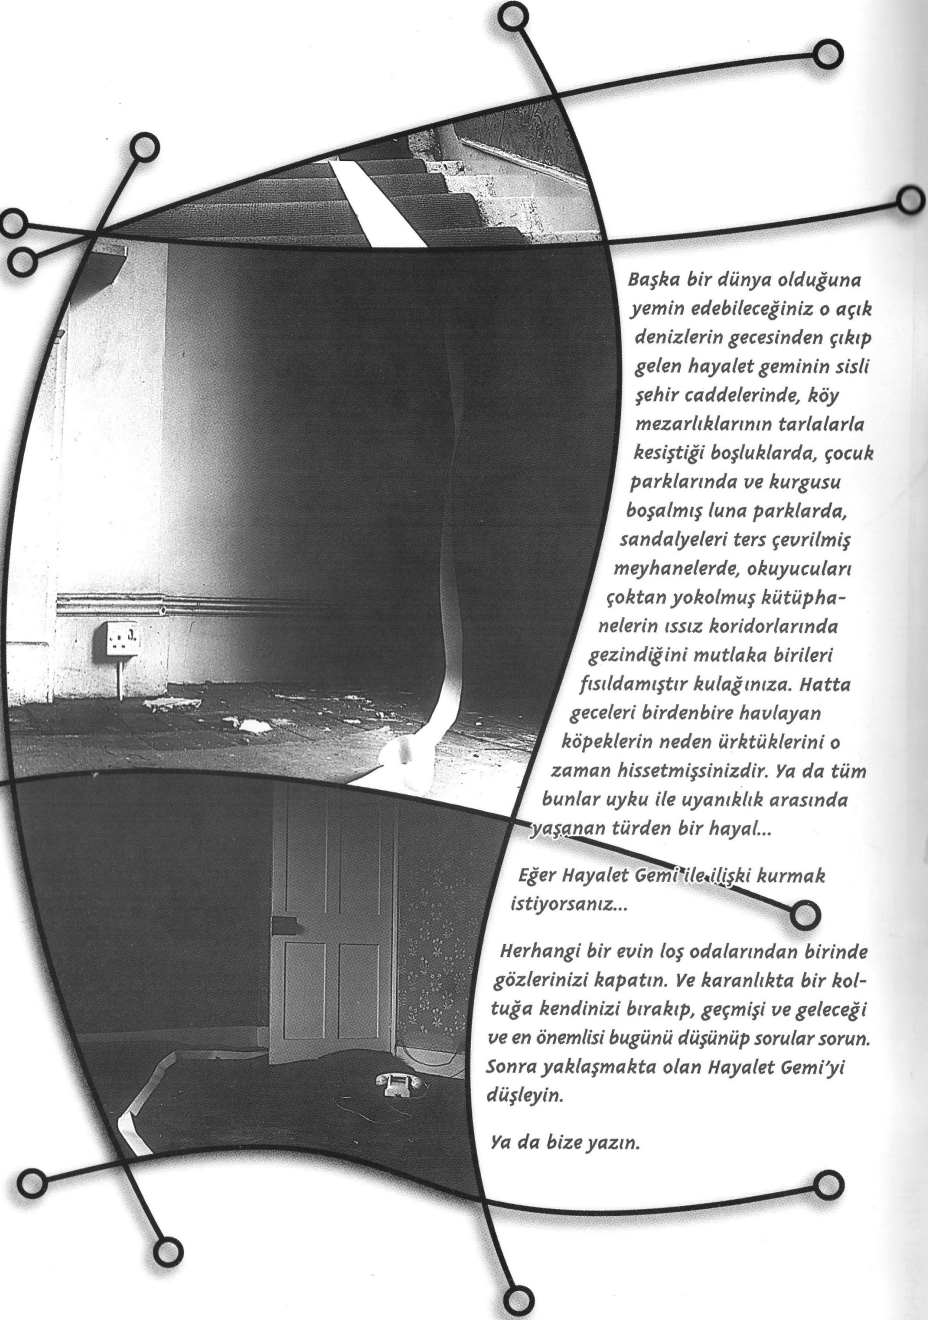 Başka bir dünya olduğuna
yemin edebileceğiniz o açık
denizlerin gecesinden çıkıp
gelen hayalet geminin sisli
şehir caddelerinde, köy
mezarlıklarının tarlalarla
kesiştiği boşluklarda, çocuk
parklarında ve kurgusu
boşalmış luna parklarda,
sandalyeleri ters çevrilmiş
meyhanelerde, okuyucuları
çoktan yokolmuş kütüpha-
nelerin ıssız koridorlarında
gezindiğini mutlaka birileri
fısıldamıştır kulağınıza. Hatta
geceleri birdenbire havlayan
köpeklerin neden ürktüklerini o
zaman hissetmişsinizdir. Ya da tüm
bunlar uyku ile uyanıklık arasında
yaşanan türden bir hayal...
Eğer Hayalet Gemi ile ilişki kurmak
istiyorsanız...
Herhangi bir evin loş odalarından birinde
gözlerinizi kapatın. Ve karanlıkta bir kol-
tuğa kendinizi bırakıp, geçmişi ve geleceği
ve en önemlisi bugünü düşünüp sorular sorun.
Sonra yaklaşmakta olan Hayalet Gemi'yi
düşleyin.
Ya da bize yazın.